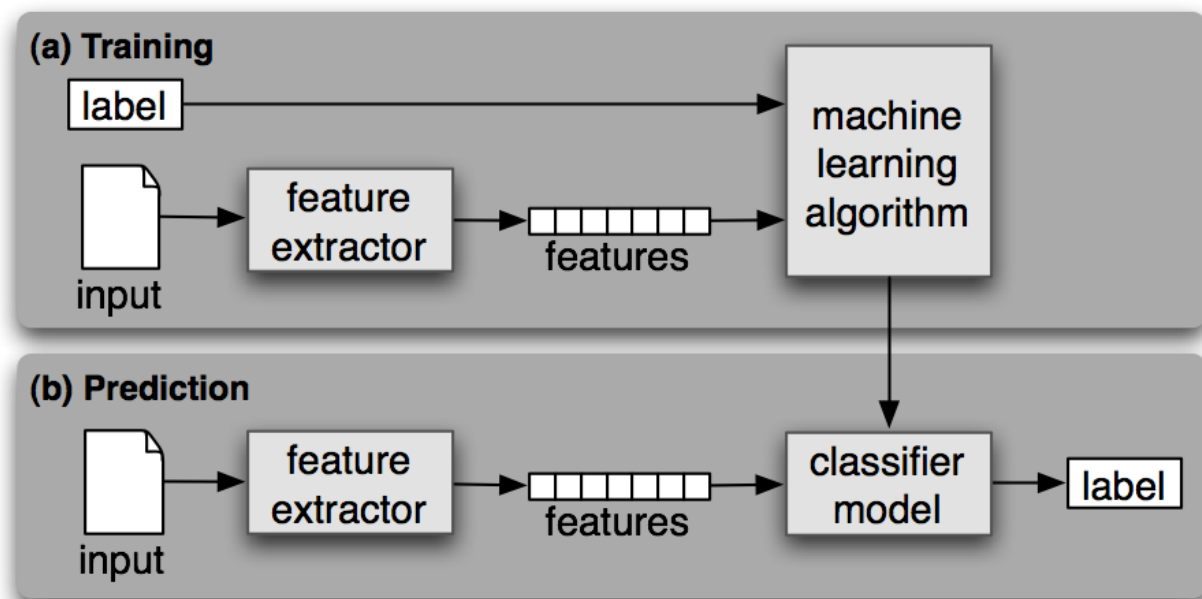 (a) Training
label
machine
learning
algorithm
feature
extractor
features
input
(b) Prediction
feature
extractor
features
classifier
model
label
input